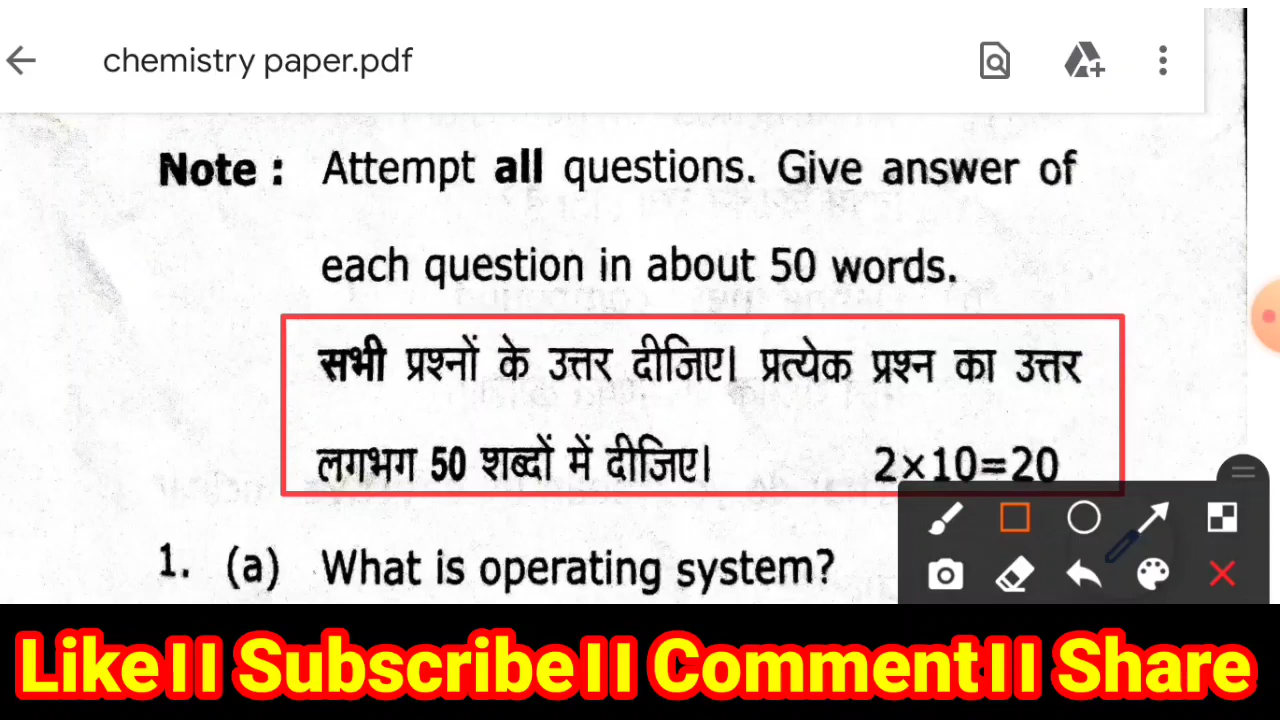 chemistry paper.pdf
Note : Attempt all questions. Give answer of
each question in about 50 words.
सभी प्रश्नों के उत्तर दीजिए। प्रत्येक प्रश्न का उत्तर
लगभग 50 शब्दों में दीजिए। 2×10=20
1. (a) What is operating system?
Like॥ Subscribe॥ Comment॥ Share